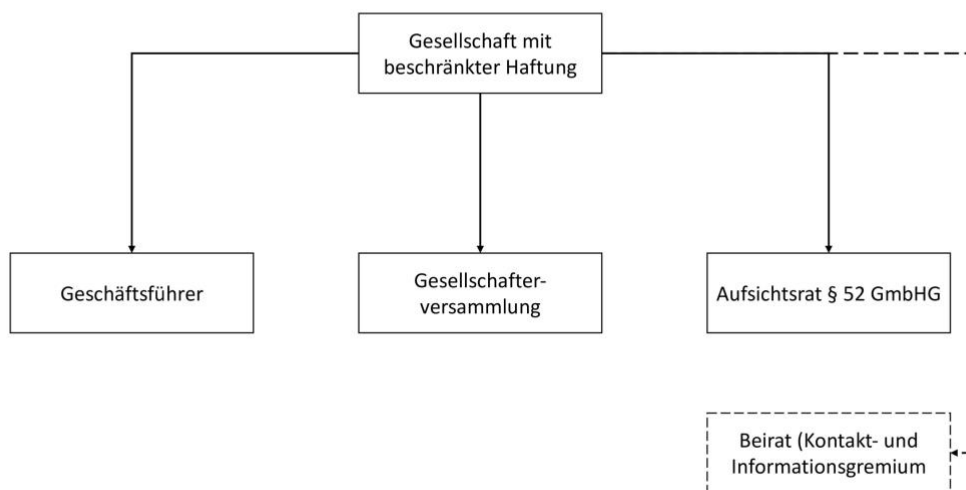 Gesellschaft mit
beschränkter Haftung
Geschäftsführer
Gesellschafter-
versammlung
Aufsichtsrat § 52 GmbHG
Beirat (Kontakt- und
Informationsgremium